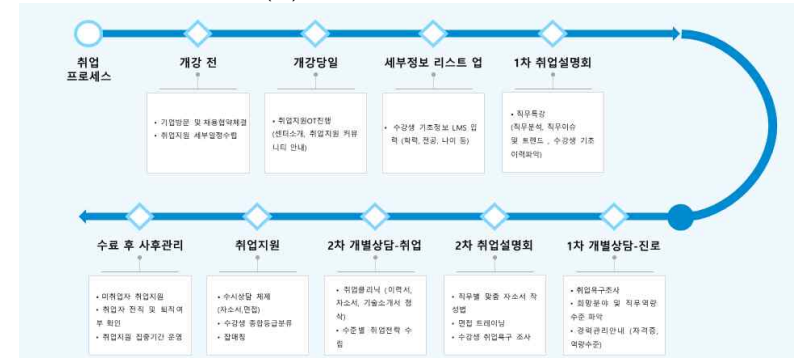 취업
프로세스
개강 전
• 기업방문 및 채용협약체결
• 취업지원 세부일정수립
개강당일
• 취업지원OT진행
(센터소개, 취업지원 커뮤
니티 안내)
세부정보 리스트 업
• 수강생 기초정보 LMS 입
력 (학력, 전공, 나이 등)
1차 취업설명회
• 직무특강
(직무분석, 직무이슈
및 트렌드 , 수강생 기초
이력파악)
수료 후 사후관리
• 미취업자 취업지원
• 취업자 전직 및 퇴직여
부 확인
• 취업지원 집중기간 운영
취업지원
• 수시상담 체제
(자소서,면접)
• 수강생 종합등급분류
• 잡매칭
2차 개별상담-취업
• 취업클리닉 (이력서,
자소서, 기술소개서 첨
삭)
• 수준별 취업전략 수
립
2차 취업설명회
• 직무별 맞춤 자소서 작
성법
• 면접 트레이닝
• 수강생 취업욕구 조사
1차 개별상담-진로
• 취업욕구조사
• 희망분야 및 직무역량
수준 파악
• 경력관리안내 (자격증,
역량수준)